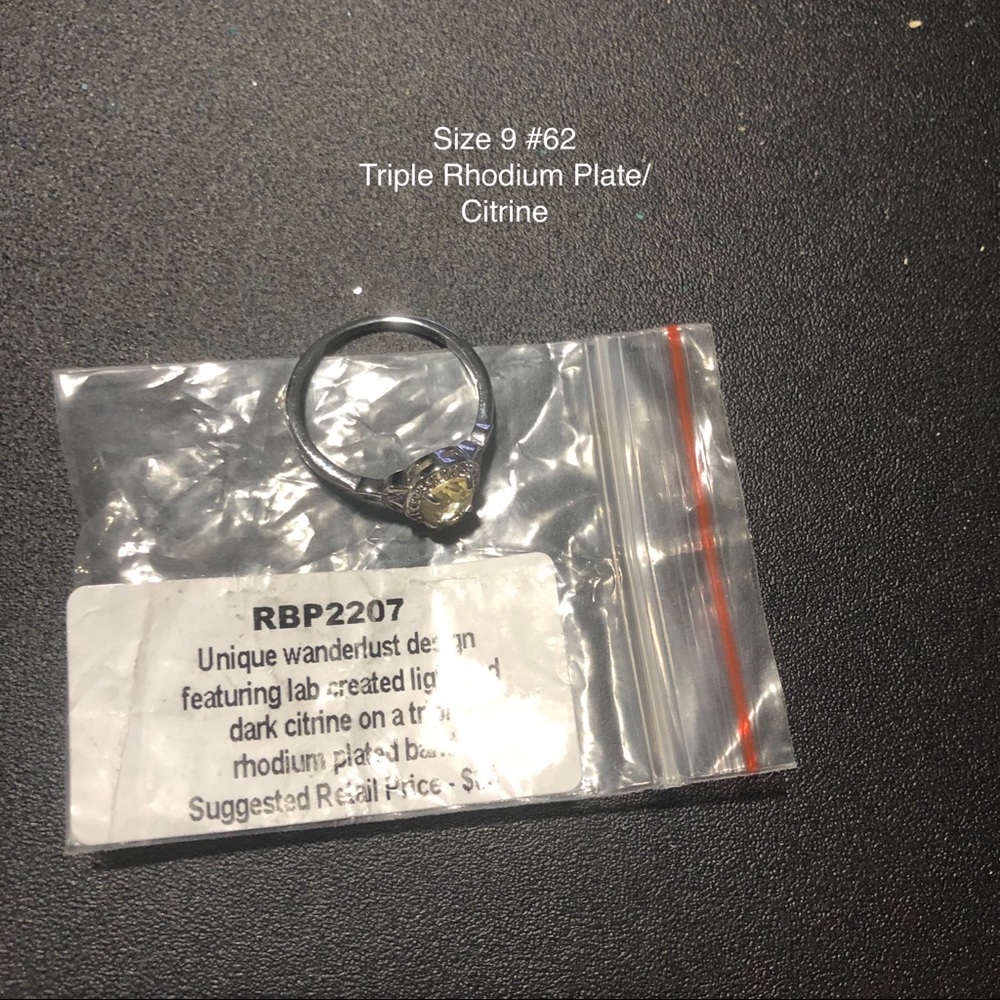 Size 9 #62
Triple Rhodium Plate/
Citrine
RBP2207
Unique wanderlust design
featuring lab created
dark citrine on a
rhodium plated
Suggested Retail Price -